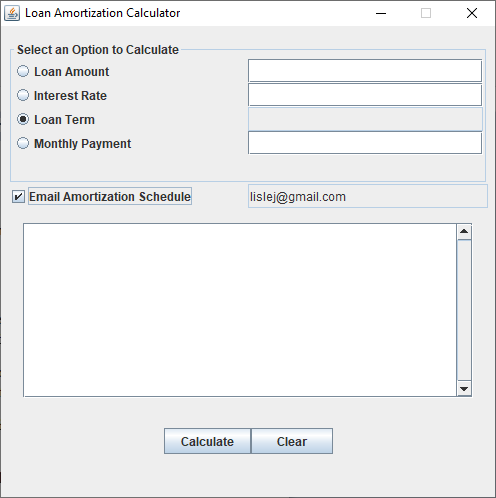 Loan Amortization Calculator
Select an Option to Calculate
Loan Amount
Interest Rate
Loan Term
Monthly Payment
Email Amortization Schedule lislej@gmail.com
Calculate Clear